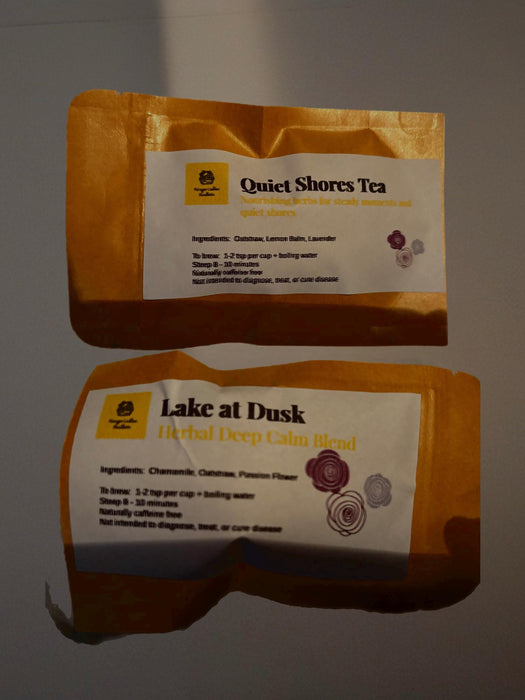 Quiet Shores Tea
Nourishing herbs for steady moments and
quiet shores
Ingredients: Oatstraw, Lemon Balm, Lavender
To brew: 1-2 tsp per cup + boiling water
Steep 8 - 10 minutes
Naturally caffeine free
Not intended to diagnose, treat, or cure disease
Lake at Dusk
Herbal Deep Calm Blend
Ingredients: Chamomile, Oatstraw, Passion Flower
To brew: 1-2 tsp per cup + boiling water
Steep 8 - 10 minutes
Naturally caffeine free
Not intended to diagnose, treat, or cure disease